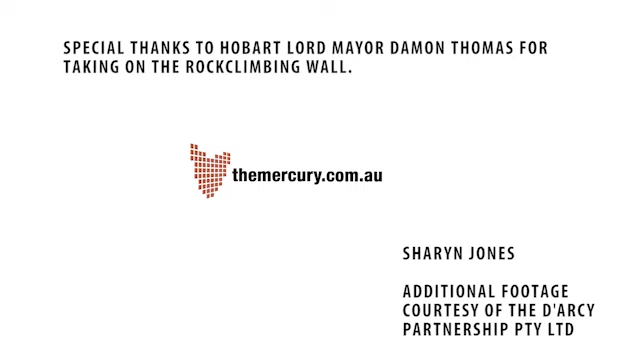 SPECIAL THANKS TO HOBART LORD MAYOR DAMON THOMAS FOR
TAKING ON THE ROCKCLIMBING WALL.
themercury.com.au
SHARYN JONES
ADDITIONAL FOOTAGE
COURTESY OF THE D'ARCY
PARTNERSHIP PTY LTD